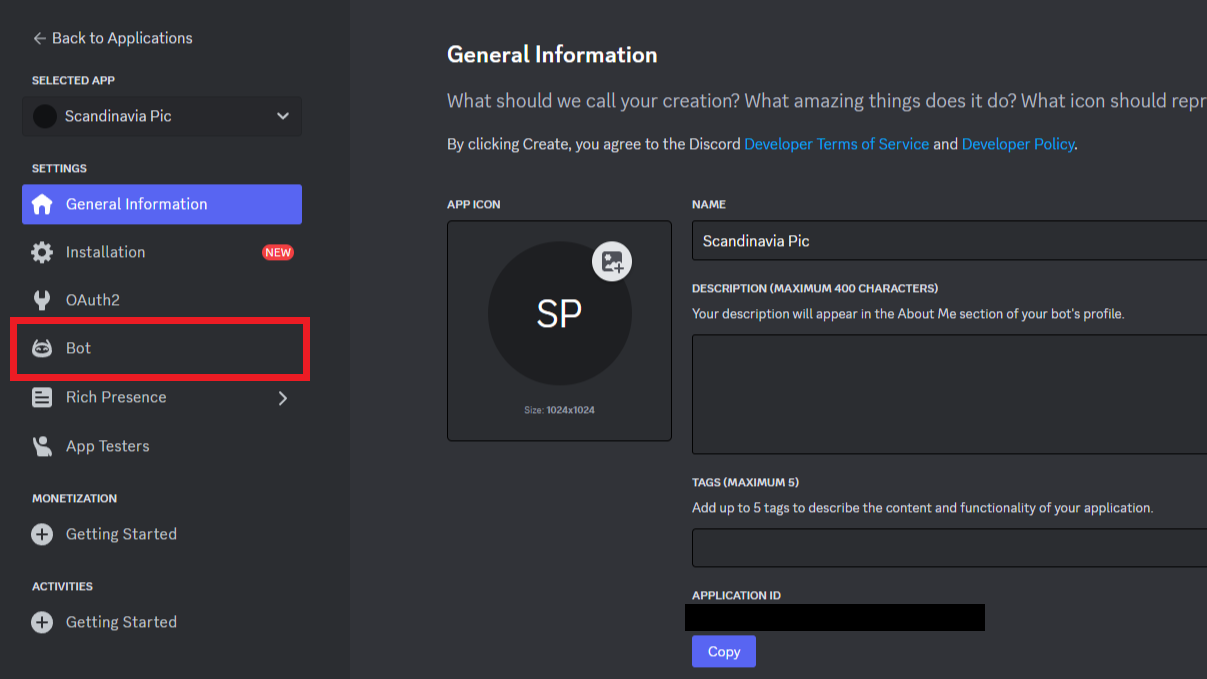 Back to Applications
SELECTED APP
Scandinavia Pic
SETTINGS
General Information
Installation NEW
OAuth2
Bot
Rich Presence
App Testers
MONETIZATION
Getting Started
ACTIVITIES
Getting Started
General Information
What should we call your creation? What amazing things does it do? What icon should repr
By clicking Create, you agree to the Discord Developer Terms of Service and Developer Policy.
APP ICON
SP
Size: 1024x1024
NAME
Scandinavia Pic
DESCRIPTION (MAXIMUM 400 CHARACTERS)
Your description will appear in the About Me section of your bot's profile.
TAGS (MAXIMUM 5)
Add up to 5 tags to describe the content and functionality of your application.
APPLICATION ID
Copy